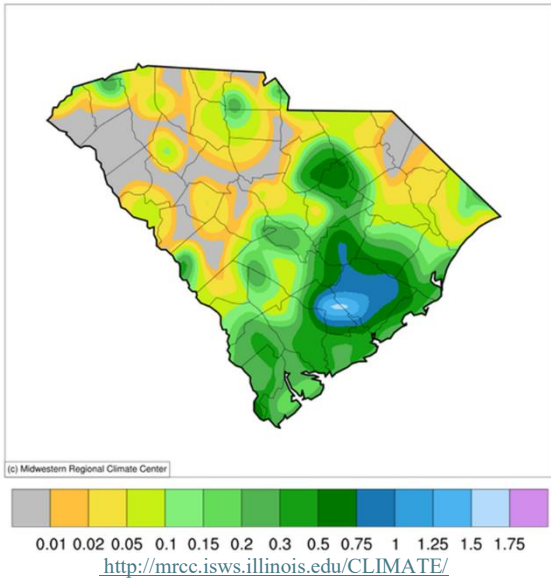 (c) Midwestern Regional Climate Center
0.01 0.02 0.05 0.1 0.15 0.2 0.3 0.5 0.75 1 1.25 1.5 1.75
http://mrcc.isws.illinois.edu/CLIMATE/